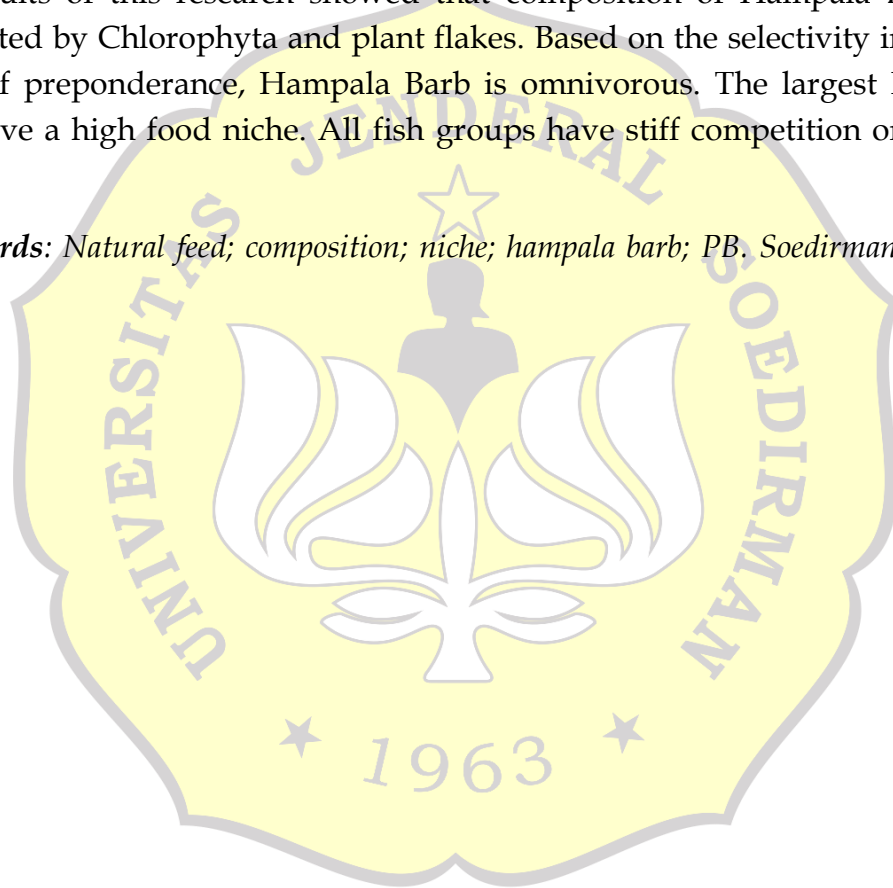 of this research showed that composition of Hampala
ted by Chlorophyta and plant flakes. Based on the selectivity i
f preponderance, Hampala Barb is omnivorous. The largest
ve a high food niche. All fish groups have stiff competition o
rds: Natural feed; composition; niche; hampala barb; PB. Soedirman
UNIVERSITAS JENDERAL SOEDIRMAN
1963